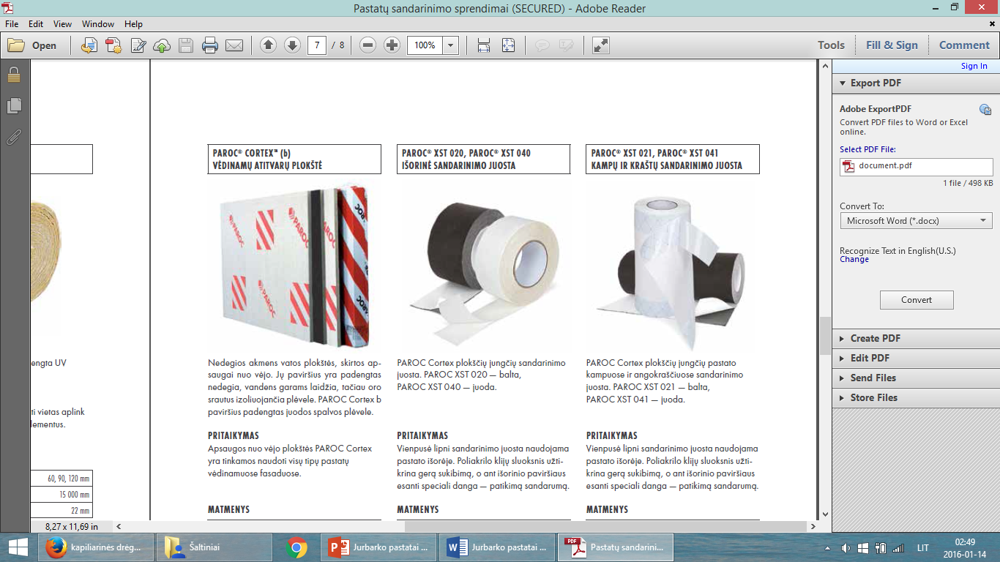 Pastatų sandarinimo sprendimai (SECURED) - Adobe Reader
File Edit View Window Help
Open 7 / 8 100% Tools Fill & Sign Comment
Sign In
Export PDF
Adobe ExportPDF
Convert PDF files to Word or Excel
online.
Select PDF File:
document.pdf
1 file / 498 KB
Convert To:
Microsoft Word (*.docx)
Recognize Text in English(U.S.)
Change
Convert
Create PDF
Edit PDF
Send Files
Store Files
engta UV
ti vietas aplink
lementus.
60, 90, 120 mm
15 000 mm
22 mm
PAROC® CORTEX™ (b)
VĖDINAMŲ ATITVARŲ PLOKŠTĖ
PAROC
PAROC
PAROC
PAROC
Nedegios akmens vatos plokštės, skirtos ap-
saugai nuo vėjo. Jų paviršius yra padengtas
nedegia, vandens garams laidžia, tačiau oro
srautus izoliuojančia plėvele. PAROC Cortex b
paviršius padengtas juodos spalvos plėvele.
PRITAIKYMAS
Apsaugos nuo vėjo plokštės PAROC Cortex
yra tinkamos naudoti visų tipų pastatų
vėdinamuose fasaduose.
MATMENYS
PAROC® XST 020, PAROC® XST 040
IŠORINĖ SANDARINIMO JUOSTA
PAROC Cortex plokščių jungčių sandarinimo
juosta. PAROC XST 020 — balta,
PAROC XST 040 — juoda.
PRITAIKYMAS
Vienpusė lipni sandarinimo juosta naudojama
pastato išorėje. Poliakrilo klijų sluoksnis užti-
krina gerą sukibimą, o ant išorinio paviršiaus
esanti speciali danga — patikimą sandarumą.
MATMENYS
PAROC® XST 021, PAROC® XST 041
KAMPŲ IR KRAŠTŲ SANDARINIMO JUOSTA
PAROC Cortex plokščių jungčių pastato
kampuose ir angokraščiuose sandarinimo
juosta. PAROC XST 021 — balta,
PAROC XST 041 — juoda.
PRITAIKYMAS
Vienpusė lipni sandarinimo juosta naudojama
pastato išorėje. Poliakrilo klijų sluoksnis užti-
krina gerą sukibimą, o ant išorinio paviršiaus
esanti speciali danga — patikimą sandarumą.
MATMENYS
8,27 x 11,69 in
kapiliarinės drėg... Šaltiniai Jurbarko pastatai ... Jurbarko pastatai ... Pastatų sandarini... LIT 02:49
2016-01-14